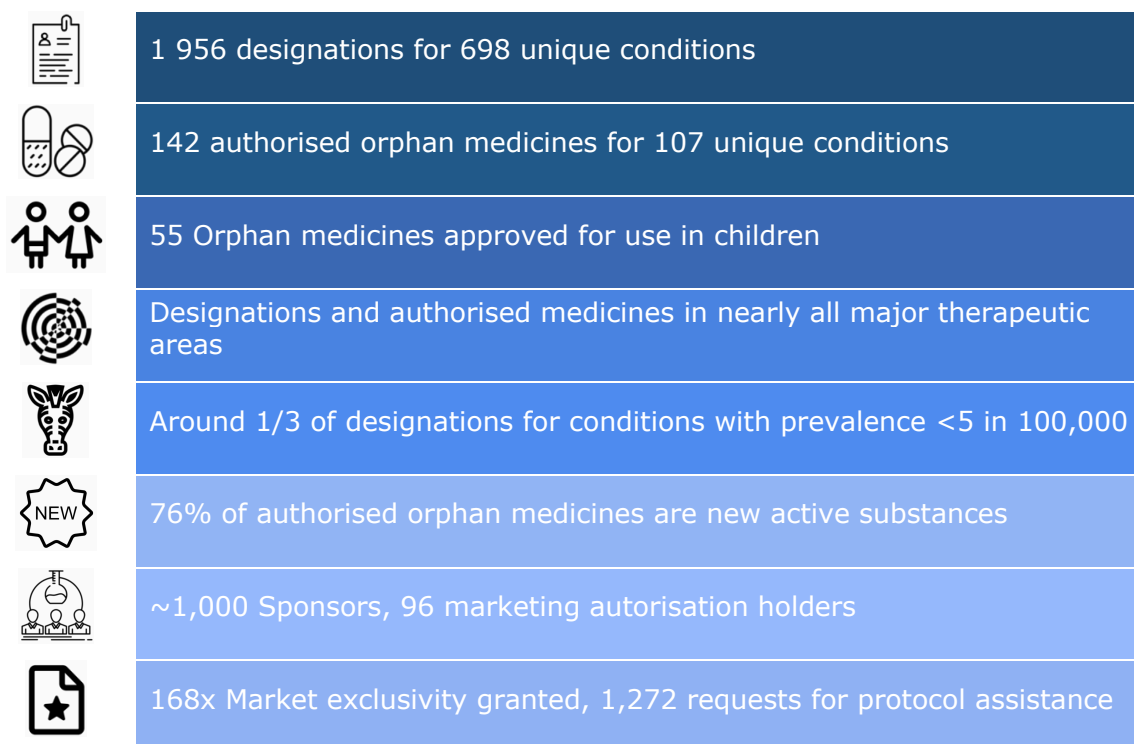 1 956 designations for 698 unique conditions
142 authorised orphan medicines for 107 unique conditions
55 Orphan medicines approved for use in children
Designations and authorised medicines in nearly all major therapeutic
areas
Around 1/3 of designations for conditions with prevalence <5 in 100,000
NEW
76% of authorised orphan medicines are new active substances
~1,000 Sponsors, 96 marketing autorisation holders
168x Market exclusivity granted, 1,272 requests for protocol assistance